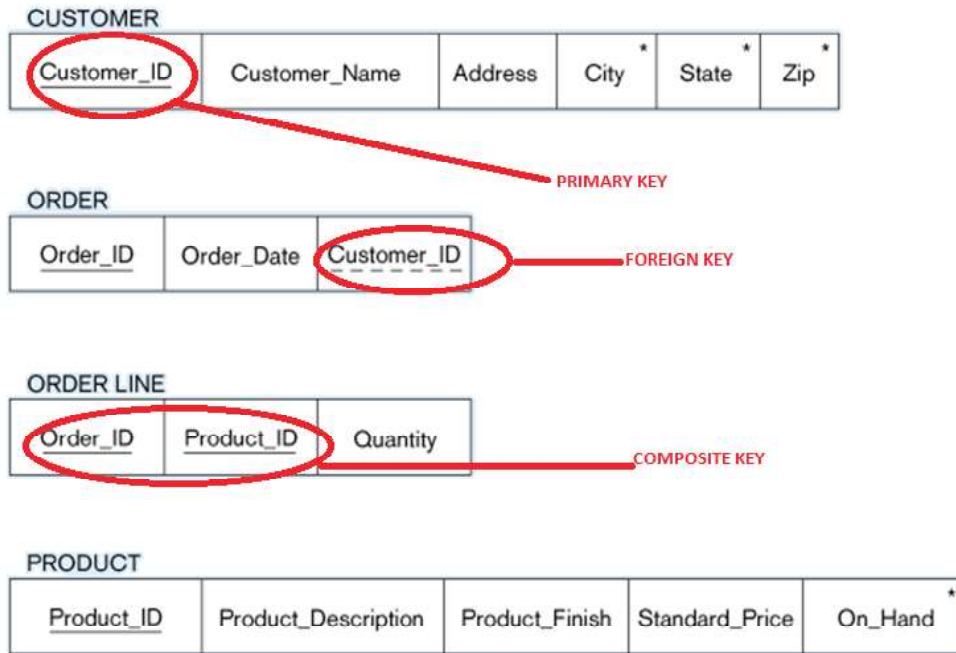 CUSTOMER
Customer_ID Customer_Name Address City * State * Zip *
PRIMARY KEY
ORDER
Order_ID Order_Date Customer_ID
FOREIGN KEY
ORDER LINE
Order_ID Product_ID Quantity
COMPOSITE KEY
PRODUCT
Product_ID Product_Description Product_Finish Standard_Price On_Hand *